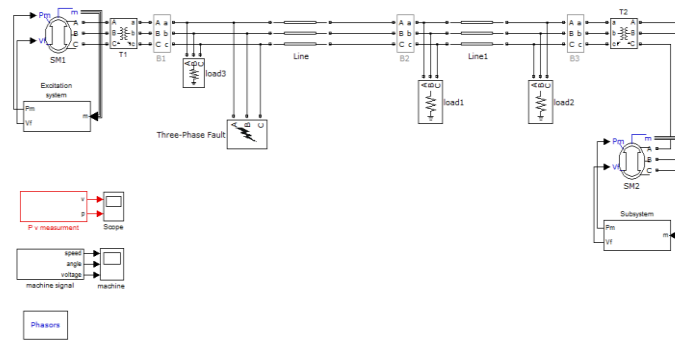 Pm
m
A
B
C
Vf
SM1
A a
B b
C c
T1
A a
B b
C c
B1
A B C
load3
Three-Phase Fault
A B C
Line
A a
B b
C c
B2
A B C
load1
Line1
A B C
load2
A a
B b
C c
B3
T2
a A
b B
c C
Excitation
system
Pm
Vf
m
Pm
m
A
Vf
B
C
SM2
Subsystem
Pm
Vf
m
v
p
P v measurment
Scope
speed
angle
voltage
machine signal
machine
Phasors